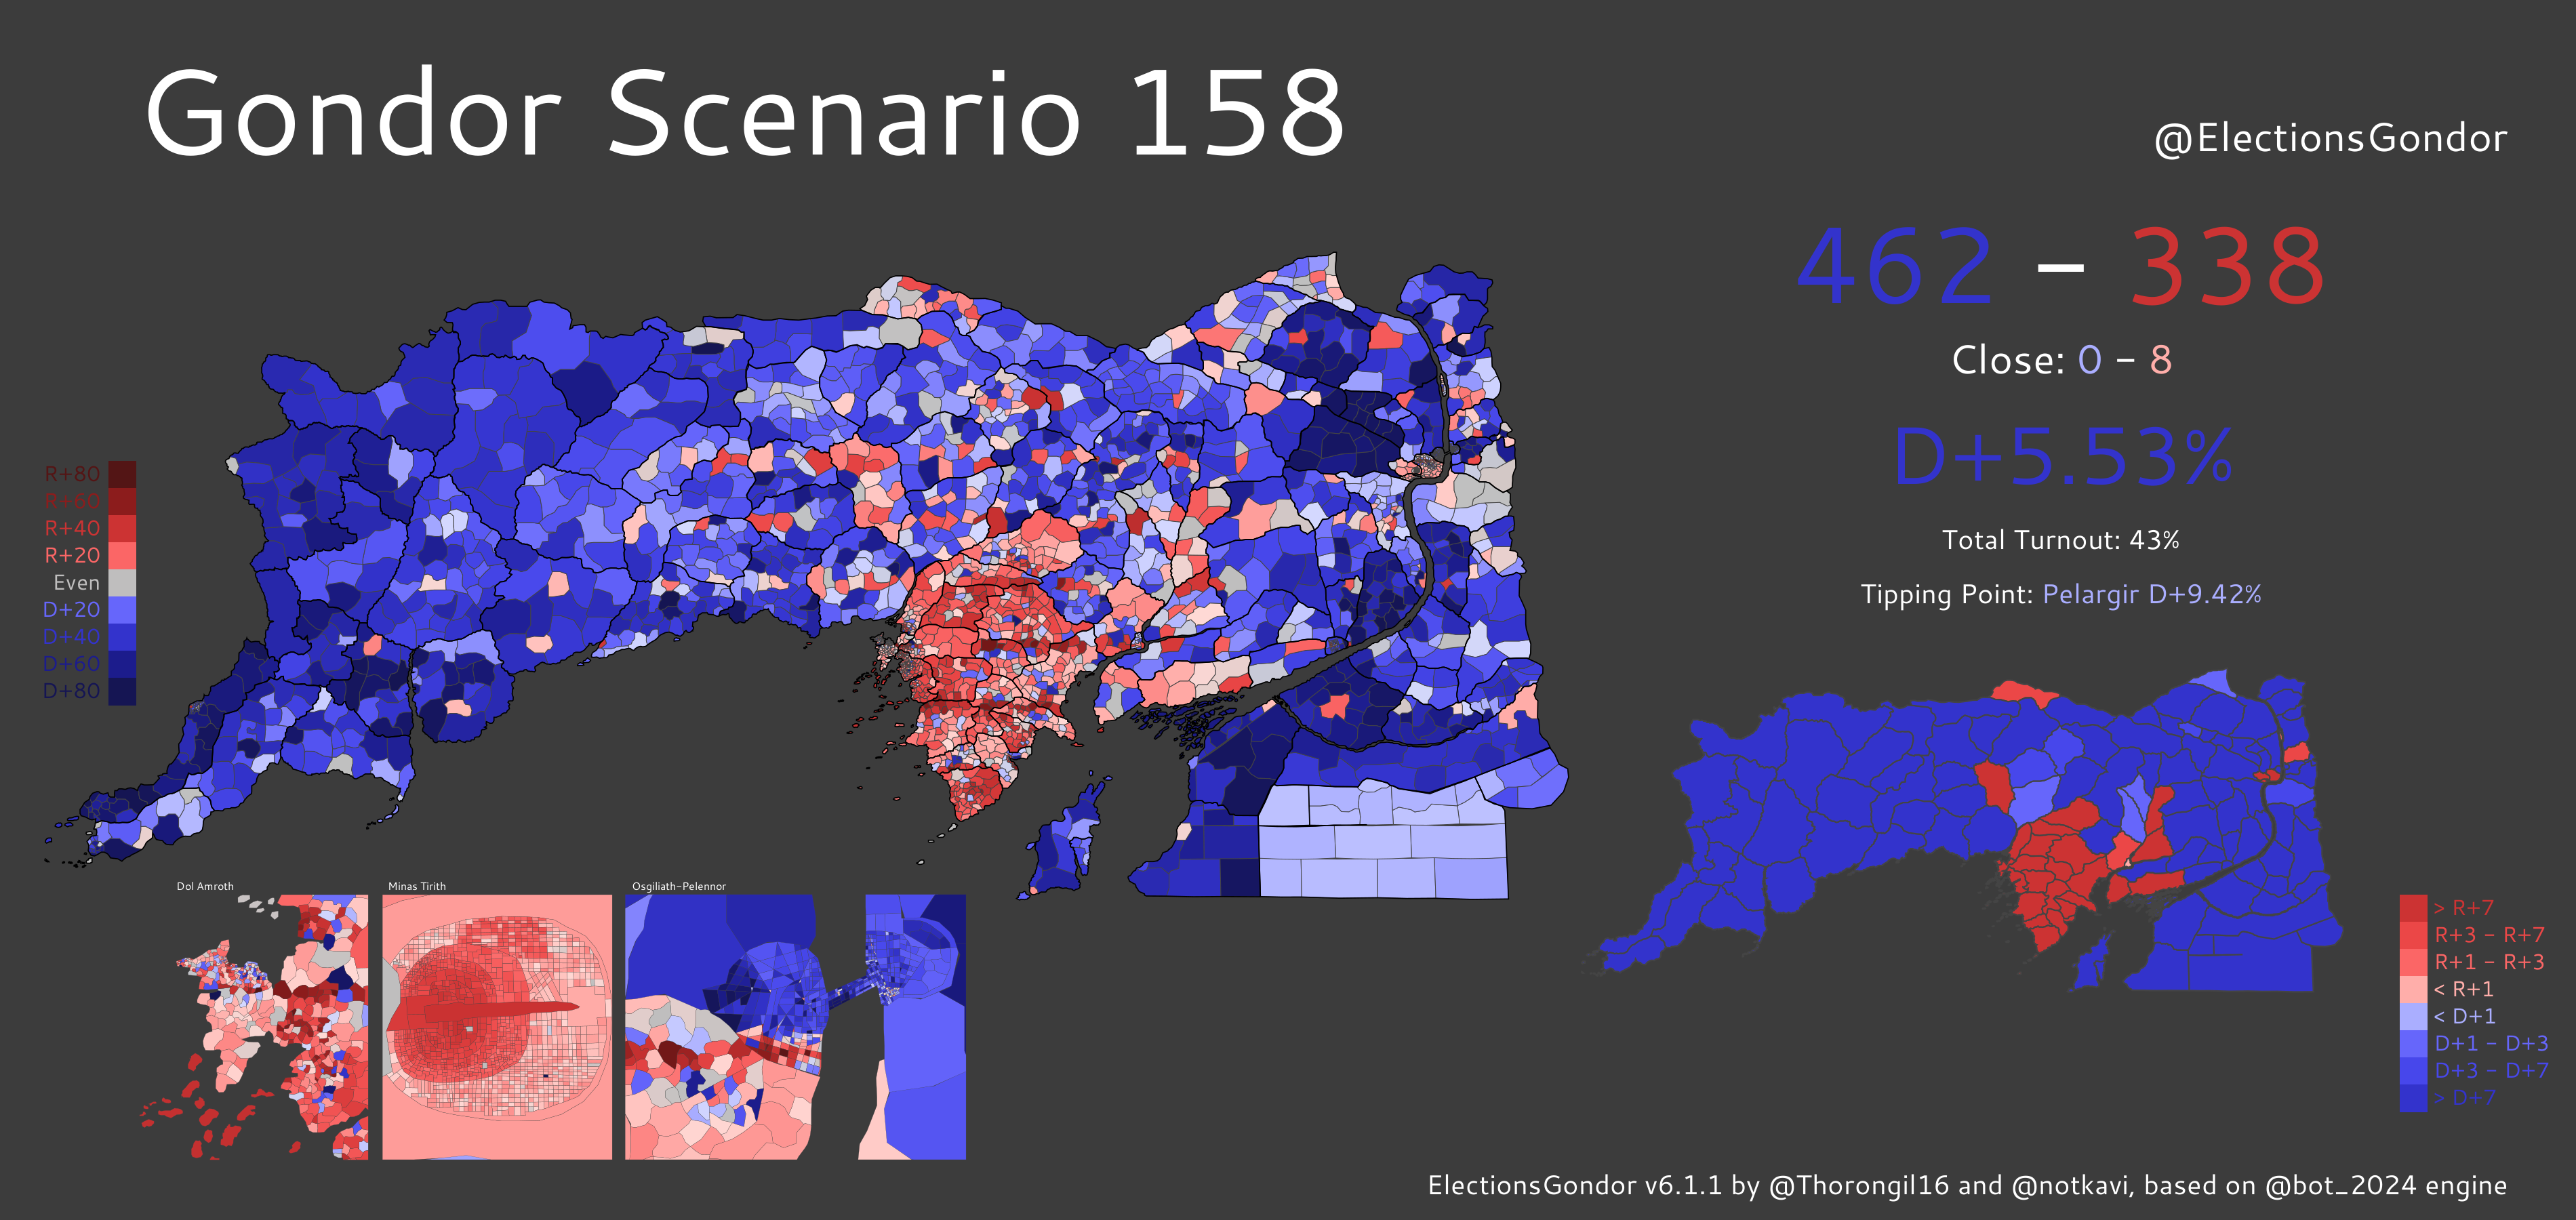 Gondor Scenario 158
@ElectionsGondor
462 – 338
Close: 0 – 8
D+5.53%
Total Turnout: 43%
Tipping Point: Pelargir D+9.42%
R+80
R+60
R+40
R+20
Even
D+20
D+40
D+60
D+80
Dol Amroth
Minas Tirith
Osgiliath-Pelennor
> R+7
R+3 – R+7
R+1 – R+3
< R+1
< D+1
D+1 – D+3
D+3 – D+7
> D+7
ElectionsGondor v6.1.1 by @Thorongil16 and @notkavi, based on @bot_2024 engine